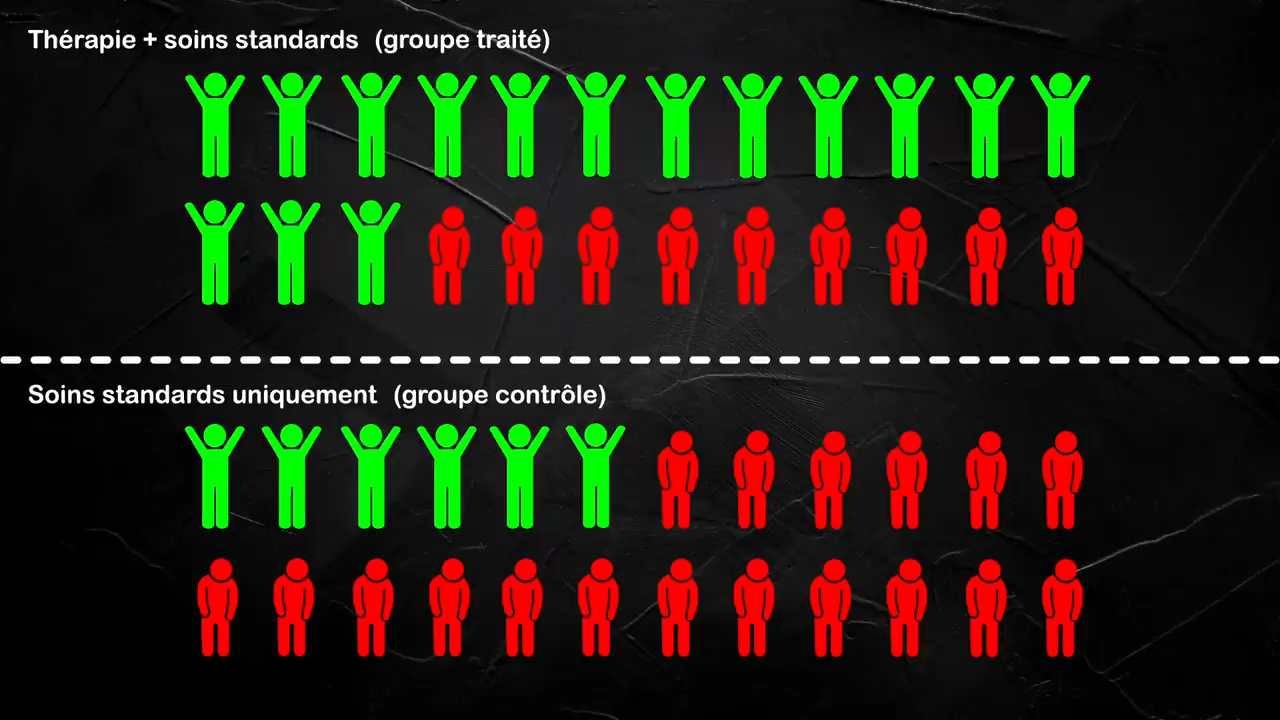 Thérapie + soins standards (groupe traité)
Soins standards uniquement (groupe contrôle)